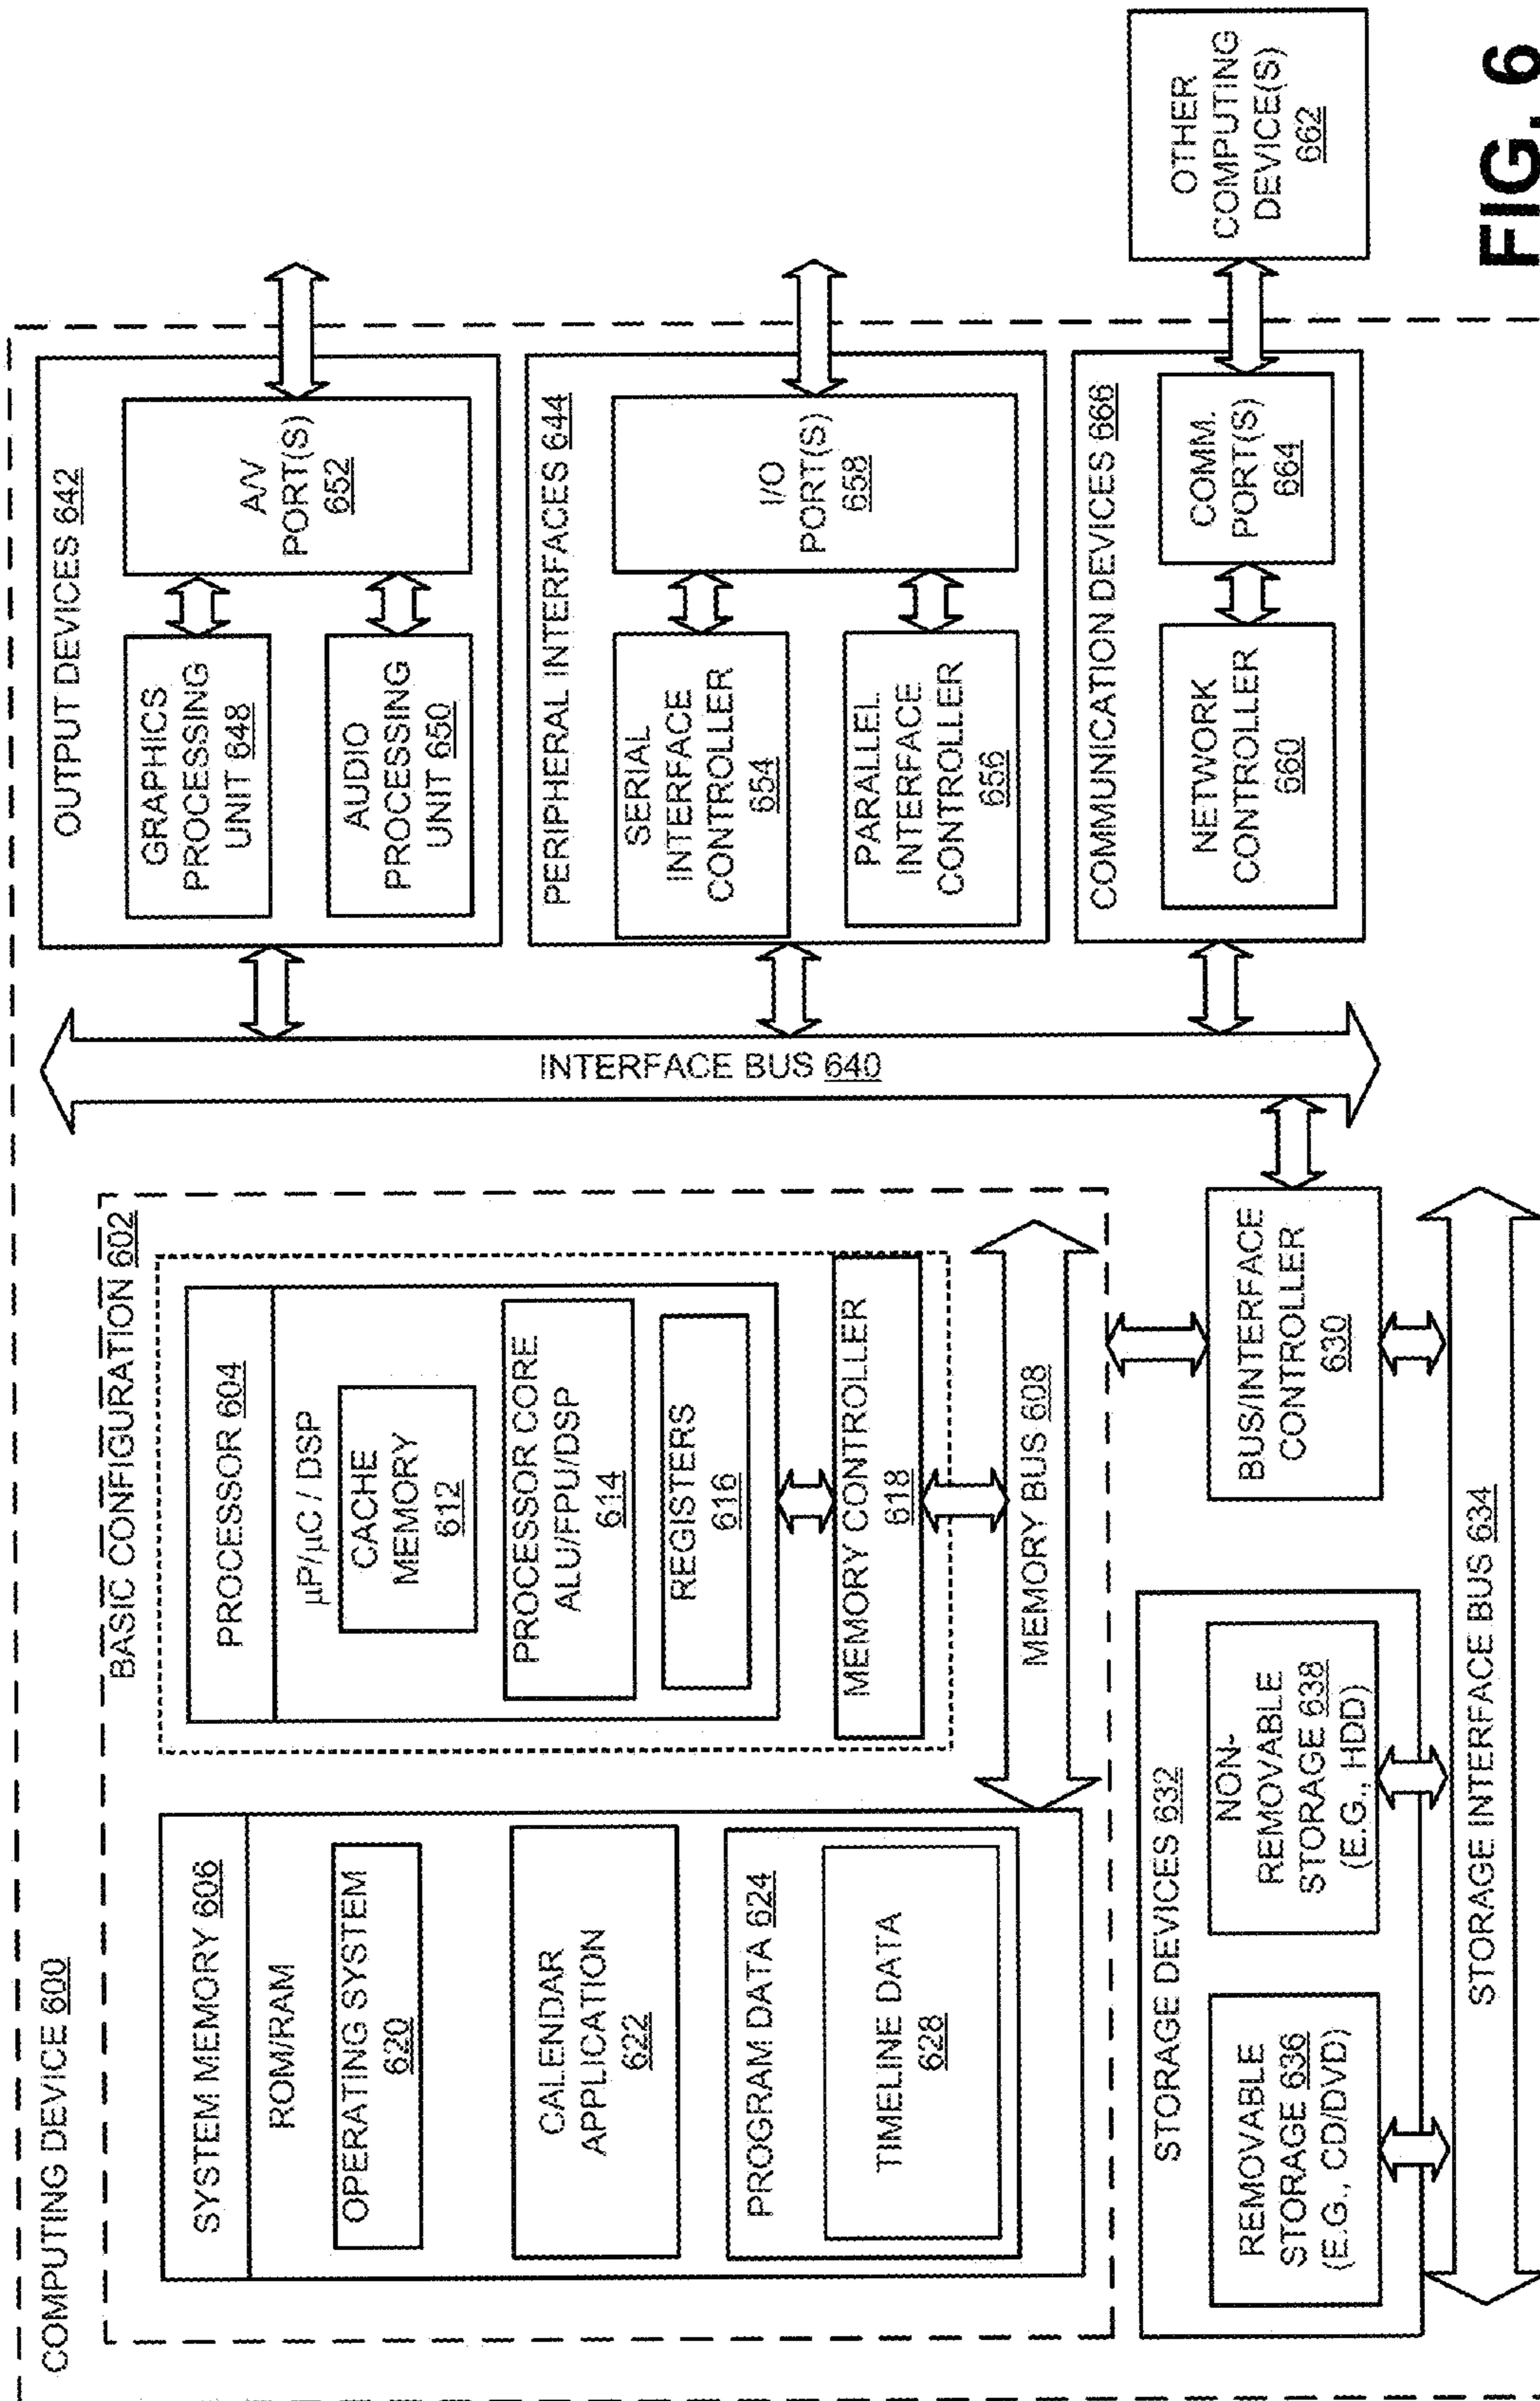 COMPUTING DEVICE 600
BASIC CONFIGURATION 602
SYSTEM MEMORY 606
ROM/RAM
OPERATING SYSTEM
620
CALENDAR
APPLICATION
622
PROGRAM DATA 624
TIMELINE DATA
628
PROCESSOR 604
µP/µC / DSP
CACHE
MEMORY
612
PROCESSOR CORE
ALU/FPU/DSP
614
REGISTERS
616
MEMORY CONTROLLER
618
MEMORY BUS 608
STORAGE DEVICES 632
REMOVABLE
STORAGE 636
(E.G., CD/DVD)
NON-
REMOVABLE
STORAGE 638
(E.G., HDD)
BUS/INTERFACE
CONTROLLER
630
STORAGE INTERFACE BUS 634
INTERFACE BUS 640
OUTPUT DEVICES 642
GRAPHICS
PROCESSING
UNIT 648
AUDIO
PROCESSING
UNIT 650
A/V
PORT(S)
652
PERIPHERAL INTERFACES 644
SERIAL
INTERFACE
CONTROLLER
654
PARALLEL
INTERFACE
CONTROLLER
656
I/O
PORT(S)
658
COMMUNICATION DEVICES 666
NETWORK
CONTROLLER
660
COMM.
PORT(S)
664
OTHER
COMPUTING
DEVICE(S)
662
FIG. 6